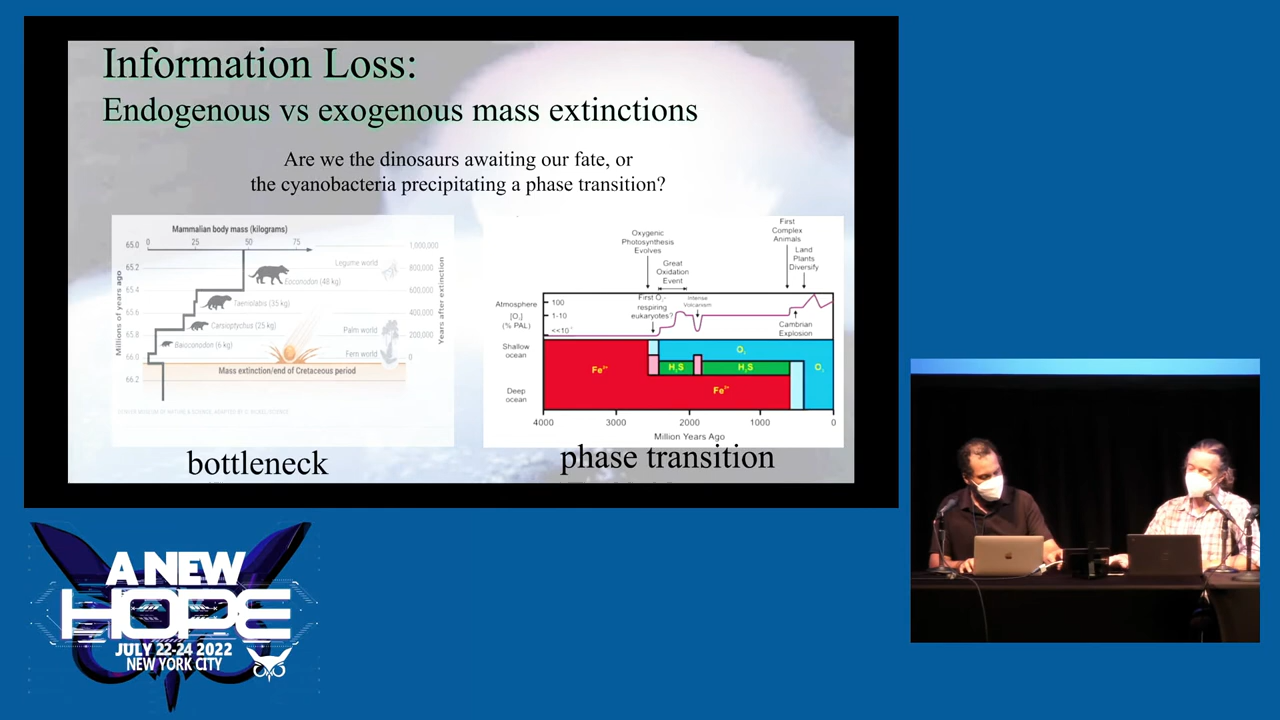 Information Loss:
Endogenous vs exogenous mass extinctions
Are we the dinosaurs awaiting our fate, or
the cyanobacteria precipitating a phase transition?
Mammalian body mass (kilograms)
0 25 50 75
Millions of years ago
65.0
65.2
65.4
65.6
65.8
66.0
66.2
Eoconodon (48 kg)
Taeniolabis (35 kg)
Carsioptychus (25 kg)
Baioconodon (6 kg)
Legume world
Palm world
Fern world
1,000,000
800,000
600,000
400,000
200,000
0
Years after extinction
Mass extinction/end of Cretaceous period
bottleneck
Oxygenic
Photosynthesis
Evolves
Great
Oxidation
Event
First
Complex
Animals
Land
Plants
Diversify
First O2-
respiring
eukaryotes?
Intense
Volcanism
Cambrian
Explosion
Atmosphere
[O2]
(% PAL)
100
1-10
Shallow
ocean
Deep
ocean
Fe2+
H2S
H2S
O2
O2
Fe2+
4000 3000 2000 1000 0
Million Years Ago
phase transition
A NEW
HOPE
JULY 22-24 2022
NEW YORK CITY